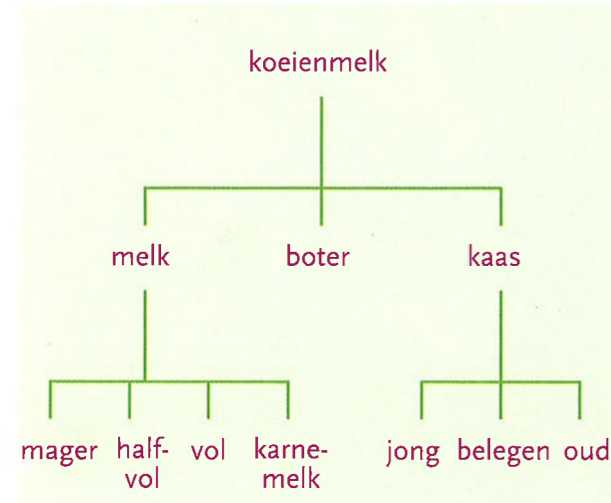 koeienmelk
melk boter kaas
mager half- vol karne- jong belegen oud
vol melk